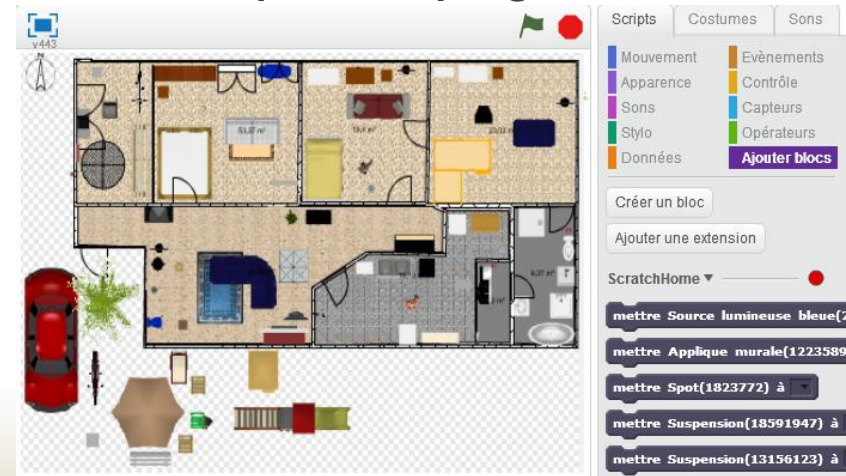 v443
Scripts
Costumes
Sons
Mouvement
Evènements
Apparence
Contrôle
Sons
Capteurs
Stylo
Opérateurs
Données
Ajouter blocs
Créer un bloc
Ajouter une extension
ScratchHome
mettre Source lumineuse bleue(2
mettre Applique murale(1223589
mettre Spot(1823772) à
mettre Suspension(18591947) à
mettre Suspension(13156123) à